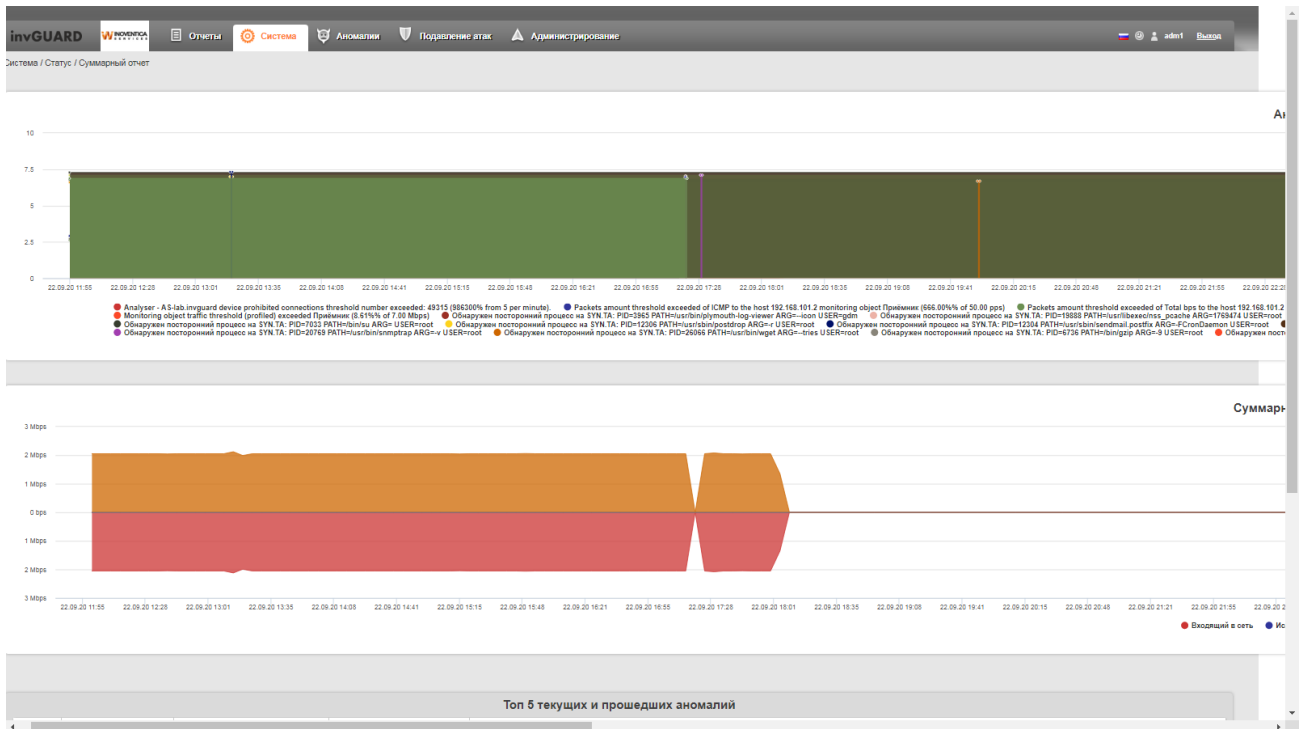 invGUARD INOVENTICA SERVICES Отчеты Система Аномалии Подавление атак Администрирование adm1 Выход
Система / Статус / Суммарный отчет
Ан
10
7.5
5
2.5
0
22.09.20 11:55 22.09.20 12:28 22.09.20 13:01 22.09.20 13:35 22.09.20 14:08 22.09.20 14:41 22.09.20 15:15 22.09.20 15:48 22.09.20 16:21 22.09.20 16:55 22.09.20 17:28 22.09.20 18:01 22.09.20 18:35 22.09.20 19:08 22.09.20 19:41 22.09.20 20:15 22.09.20 20:48 22.09.20 21:21 22.09.20 21:55 22.09.20 22:28
Analyser - AS-lab.invguard device prohibited connections threshold number exceeded: 49315 (986300% from 5 per minute). Packets amount threshold exceeded of ICMP to the host 192.168.101.2 monitoring object Приёмник (666.00%% of 50.00 pps) Packets amount threshold exceeded of Total bps to the host 192.168.101.2
Monitoring object traffic threshold (profiled) exceeded Приёмник (8.61%% of 7.00 Mbps) Обнаружен посторонний процесс на SYN.TA: PID=3965 PATH=/usr/bin/plymouth-log-viewer ARG=--icon USER=gdm Обнаружен посторонний процесс на SYN.TA: PID=19888 PATH=/usr/libexec/nss_pcache ARG=1769474 USER=root
Обнаружен посторонний процесс на SYN.TA: PID=7033 PATH=/bin/su ARG= USER=root Обнаружен посторонний процесс на SYN.TA: PID=12306 PATH=/usr/sbin/postdrop ARG=-r USER=root Обнаружен посторонний процесс на SYN.TA: PID=12304 PATH=/usr/sbin/sendmail.postfix ARG=-FCronDaemon USER=root
Обнаружен посторонний процесс на SYN.TA: PID=20769 PATH=/usr/bin/snmptrap ARG=-v USER=root Обнаружен посторонний процесс на SYN.TA: PID=26066 PATH=/usr/bin/wget ARG=--tries USER=root Обнаружен посторонний процесс на SYN.TA: PID=6736 PATH=/bin/gzip ARG=-9 USER=root Обнаружен пост
Суммарн
3 Mbps
2 Mbps
1 Mbps
0 bps
1 Mbps
2 Mbps
3 Mbps
22.09.20 11:55 22.09.20 12:28 22.09.20 13:01 22.09.20 13:35 22.09.20 14:08 22.09.20 14:41 22.09.20 15:15 22.09.20 15:48 22.09.20 16:21 22.09.20 16:55 22.09.20 17:28 22.09.20 18:01 22.09.20 18:35 22.09.20 19:08 22.09.20 19:41 22.09.20 20:15 22.09.20 20:48 22.09.20 21:21 22.09.20 21:55 22.09.20 2
Входящий в сеть Ис
Топ 5 текущих и прошедших аномалий